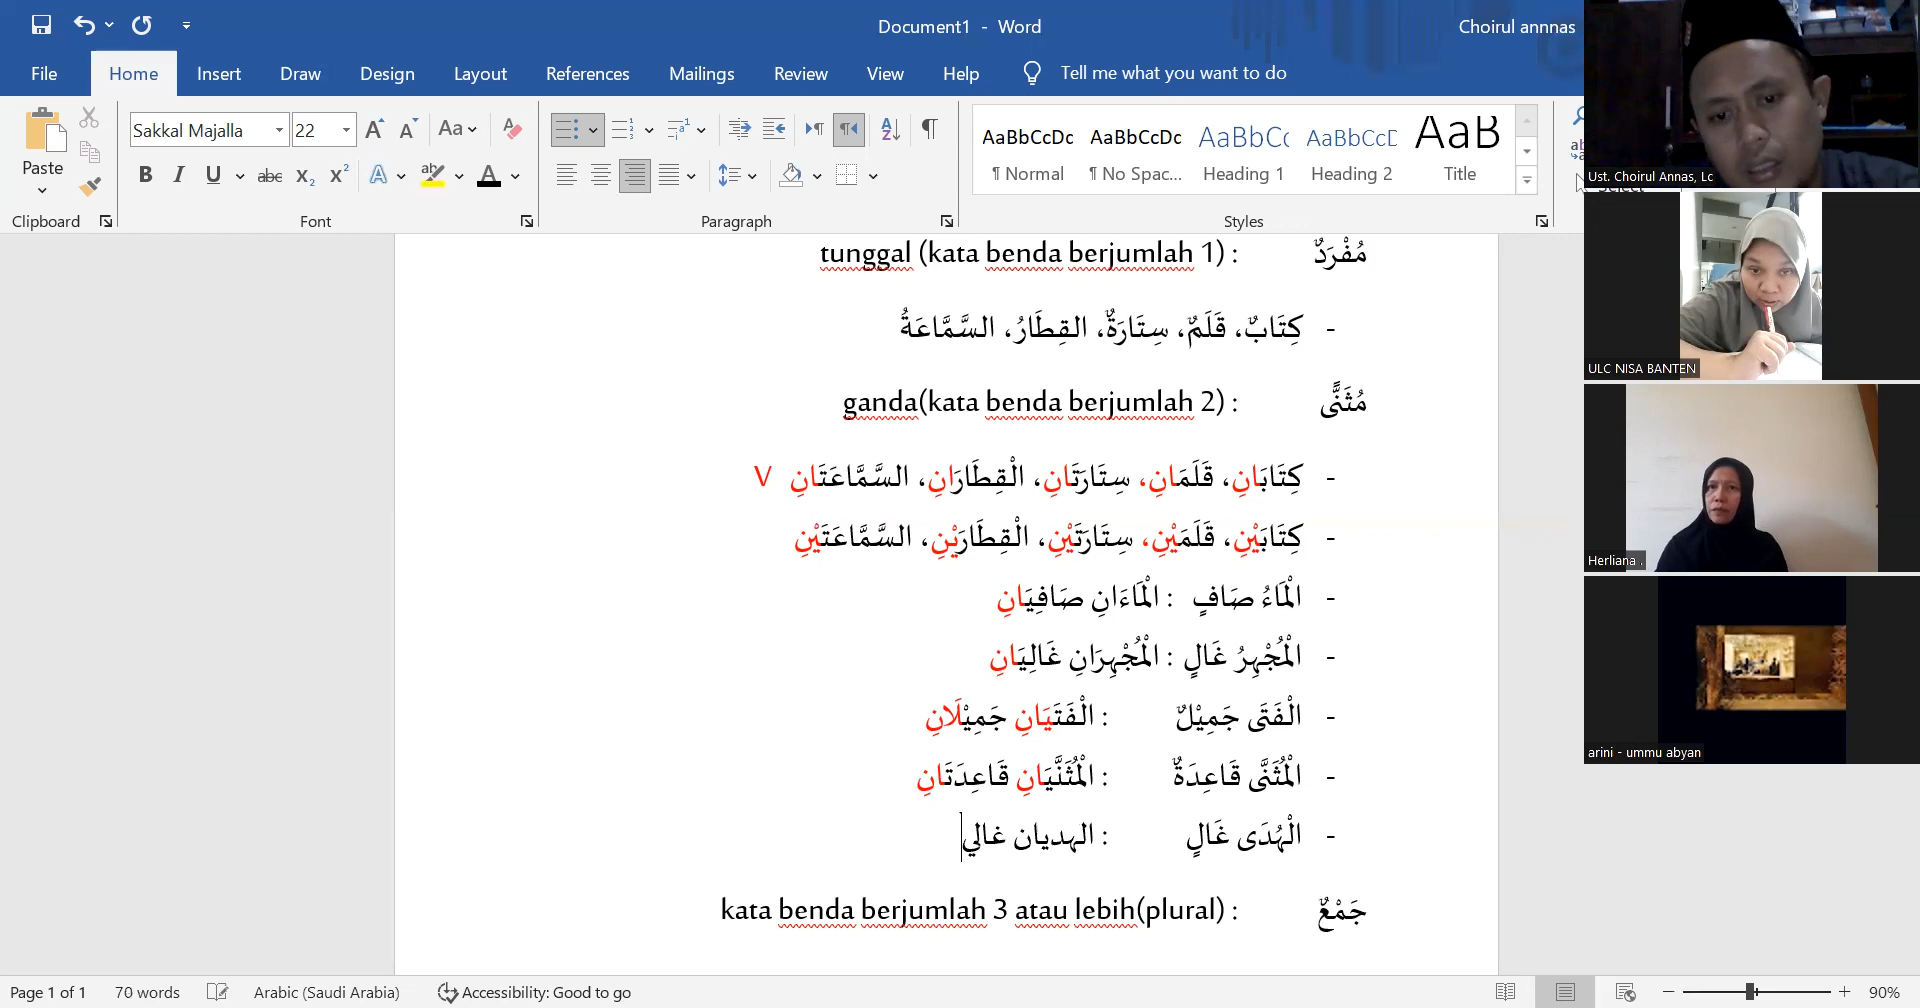 Document1 - Word
Choirul annnas
File Home Insert Draw Design Layout References Mailings Review View Help Tell me what you want to do
Paste
Sakkal Majalla 22
Aa
B I U abc X₂ X² A A
AaBbCcDc AaBbCcDc AaBbCc AaBbCcD AaB
¶ Normal ¶ No Spac... Heading 1 Heading 2 Title
Select
Clipboard Font Paragraph Styles
مُفْرَدٌ : tunggal (kata benda berjumlah 1)
- كِتَابٌ، قَلَمٌ، سِتَارَةٌ، القِطَارُ، السَّمَّاعَةُ
مُثَنًّى : ganda(kata benda berjumlah 2)
- كِتَابَانِ، قَلَمَانِ، سِتَارَتَانِ، الْقِطَارَانِ، السَّمَّاعَتَانِ V
- كِتَابَيْنِ، قَلَمَيْنِ، سِتَارَتَيْنِ، الْقِطَارَيْنِ، السَّمَّاعَتَيْنِ
- الْمَاءُ صَافٍ : الْمَاءَانِ صَافِيَانِ
- الْمُجْهِرُ غَالٍ : الْمُجْهِرَانِ غَالِيَانِ
- الْفَتَى جَمِيْلٌ : الْفَتَيَانِ جَمِيْلَانِ
- الْمُثَنَّى قَاعِدَةٌ : الْمُثَنَّيَانِ قَاعِدَتَانِ
- الْهُدَى غَالٍ : الهديان غالي
جَمْعٌ : kata benda berjumlah 3 atau lebih(plural)
Page 1 of 1 70 words Arabic (Saudi Arabia) Accessibility: Good to go 90%
Ust. Choirul Annas, Lc
ULC NISA BANTEN
Herliana .
arini - ummu abyan